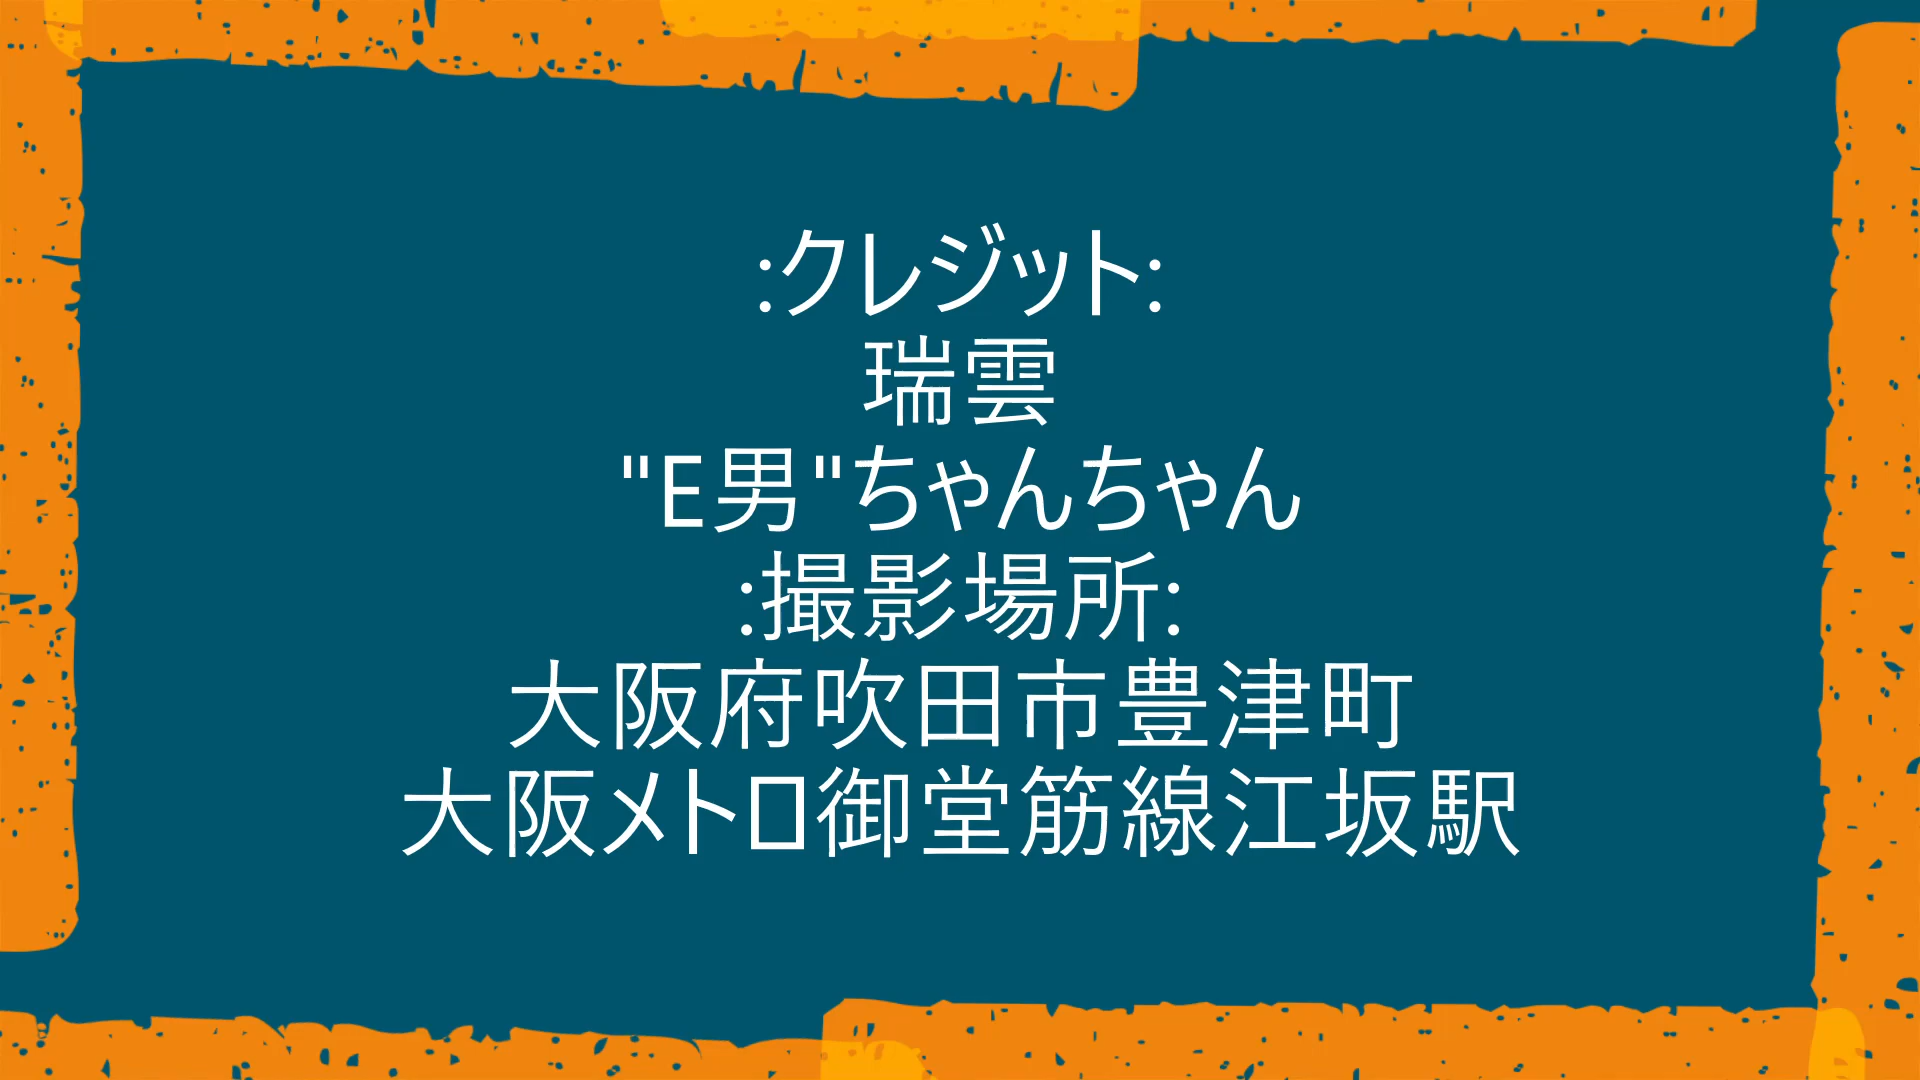 :クレジット:
瑞雲
"E男"ちゃんちゃん
:撮影場所:
大阪府吹田市豊津町
大阪メトロ御堂筋線江坂駅